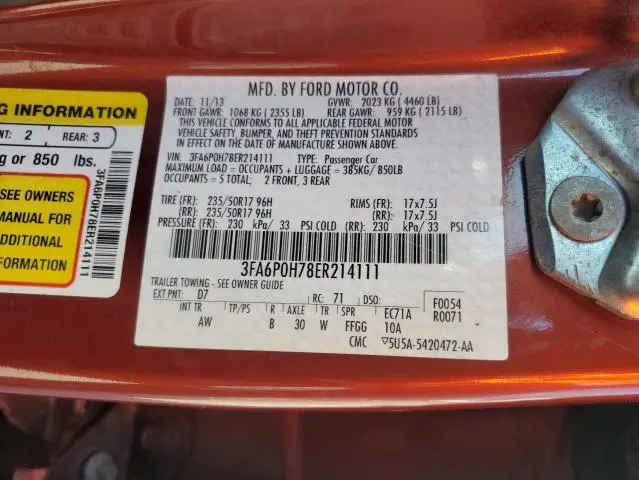 G INFORMATION
NT: 2 REAR: 3
g or 850 lbs.
SEE OWNERS
MANUAL FOR
ADDITIONAL
INFORMATION
3FA6P0H78ER214111
MFD. BY FORD MOTOR CO.
DATE: 11/13 GVWR: 2023 KG ( 4460 LB)
FRONT GAWR: 1068 KG ( 2355 LB) REAR GAWR: 959 KG ( 2115 LB)
THIS VEHICLE CONFORMS TO ALL APPLICABLE FEDERAL MOTOR
VEHICLE SAFETY, BUMPER, AND THEFT PREVENTION STANDARDS
IN EFFECT ON THE DATE OF MANUFACTURE SHOWN ABOVE.
VIN: 3FA6P0H78ER214111 TYPE: Passenger Car
MAXIMUM LOAD = OCCUPANTS + LUGGAGE = 385KG/ 850LB
OCCUPANTS = 5 TOTAL; 2 FRONT, 3 REAR
TIRE (FR): 235/50R17 96H RIMS (FR): 17x7.5J
(RR): 235/50R17 96H (RR): 17x7.5J
PRESSURE (FR): 230 kPa/ 33 PSI COLD (RR): 230 kPa/ 33 PSI COLD
3FA6P0H78ER214111
TRAILER TOWING - SEE OWNER GUIDE
EXT PNT: D7 RC: 71 DSO: F0054
INT TR TP/PS R AXLE TR SPR EC71A R0071
AW B 30 W FFGG 10A
CMC ▽5U5A-5420472-AA